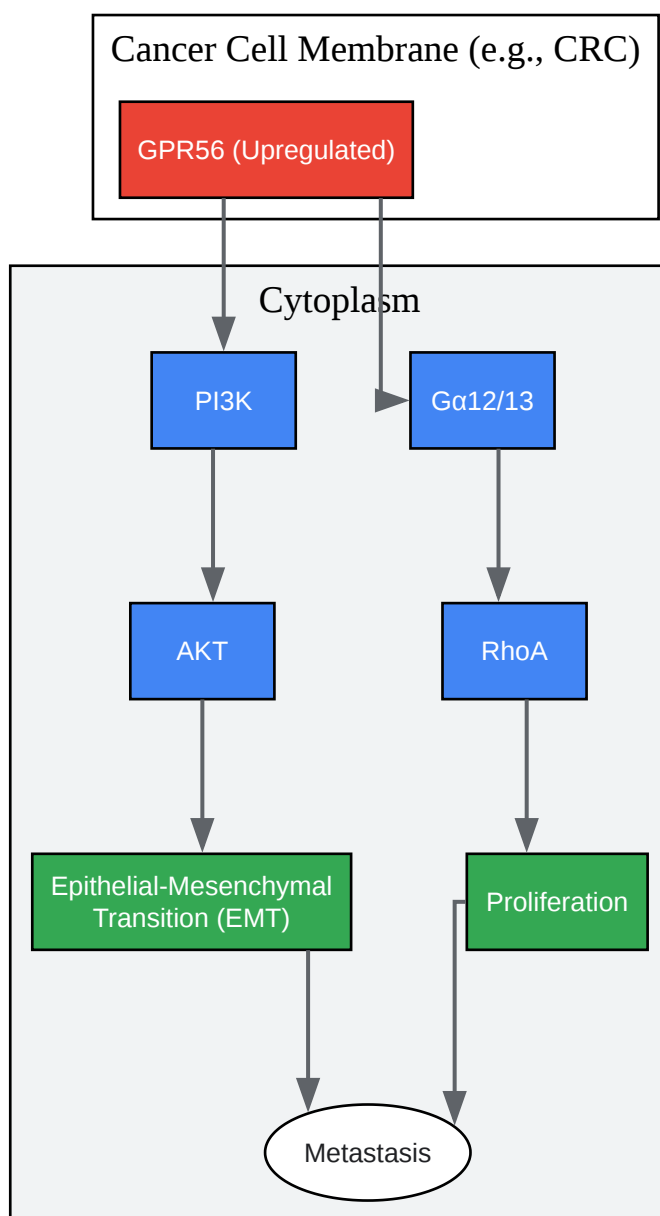 Cancer Cell Membrane (e.g., CRC)
GPR56 (Upregulated)
Cytoplasm
PI3K
Gα12/13
AKT
RhoA
Epithelial-Mesenchymal
Transition (EMT)
Proliferation
Metastasis